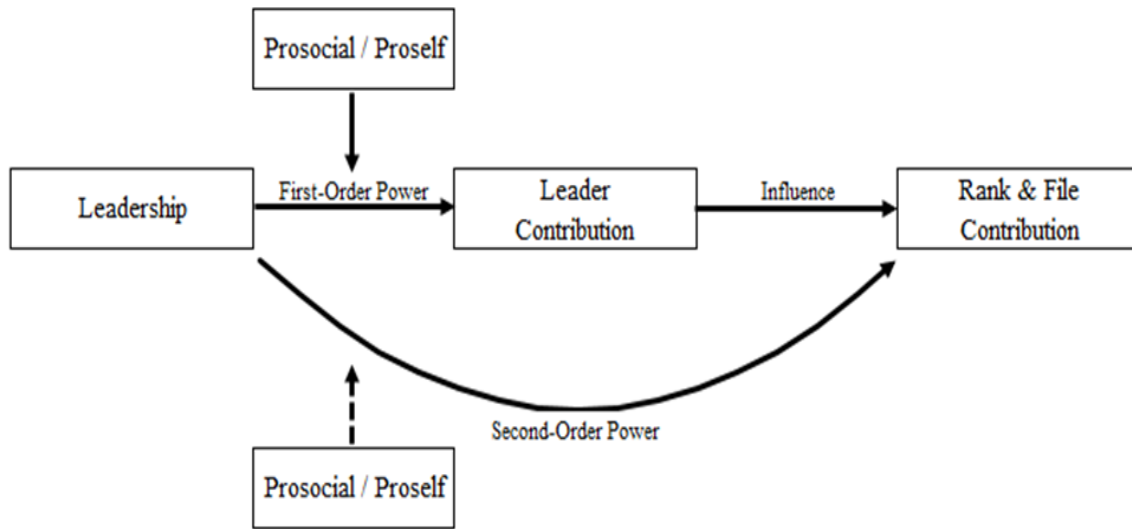 Prosocial / Proself
Leadership
First-Order Power
Leader
Contribution
Influence
Rank & File
Contribution
Second-Order Power
Prosocial / Proself